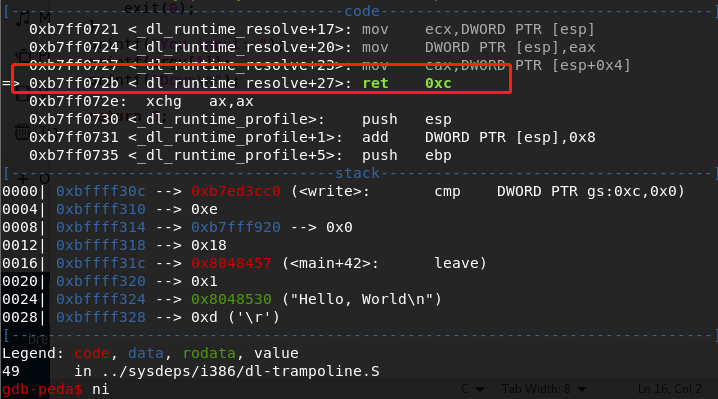 exit(0);
[------------------------------------code------------------------------------]
0xb7ff0721 <_dl_runtime_resolve+17>: mov ecx,DWORD PTR [esp]
0xb7ff0724 <_dl_runtime_resolve+20>: mov DWORD PTR [esp],eax
0xb7ff0727 <_dl_runtime_resolve+23>: mov eax,DWORD PTR [esp+0x4]
=> 0xb7ff072b <_dl_runtime_resolve+27>: ret 0xc
0xb7ff072e: xchg ax,ax
0xb7ff0730 <_dl_runtime_profile>: push esp
0xb7ff0731 <_dl_runtime_profile+1>: add DWORD PTR [esp],0x8
0xb7ff0735 <_dl_runtime_profile+5>: push ebp
[------------------------------------stack------------------------------------]
0000| 0xbffff30c --> 0xb7ed3cc0 (<write>: cmp DWORD PTR gs:0xc,0x0)
0004| 0xbffff310 --> 0xe
0008| 0xbffff314 --> 0xb7fff920 --> 0x0
0012| 0xbffff318 --> 0x18
0016| 0xbffff31c --> 0x8048457 (<main+42>: leave)
0020| 0xbffff320 --> 0x1
0024| 0xbffff324 --> 0x8048530 ("Hello, World\n")
0028| 0xbffff328 --> 0xd ('\r')
[------------------------------------------------------------------------------]
Legend: code, data, rodata, value
49 in ../sysdeps/i386/dl-trampoline.S
gdb-peda$ ni
C Tab Width: 8 Ln 16, Col 2